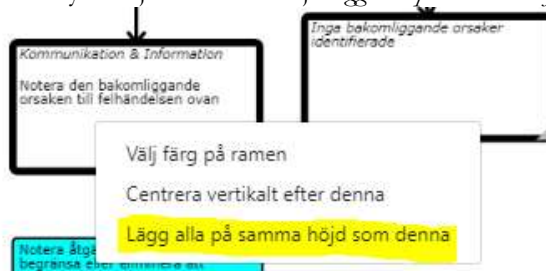 Inga bakomliggande orsaker
identifierade
Kommunikation & Information
Notera den bakomliggande
orsaken till felhändelsen ovan
Välj färg på ramen
Centrera vertikalt efter denna
Lägg alla på samma höjd som denna
Notera åtgä
begränsa eller eliminera att